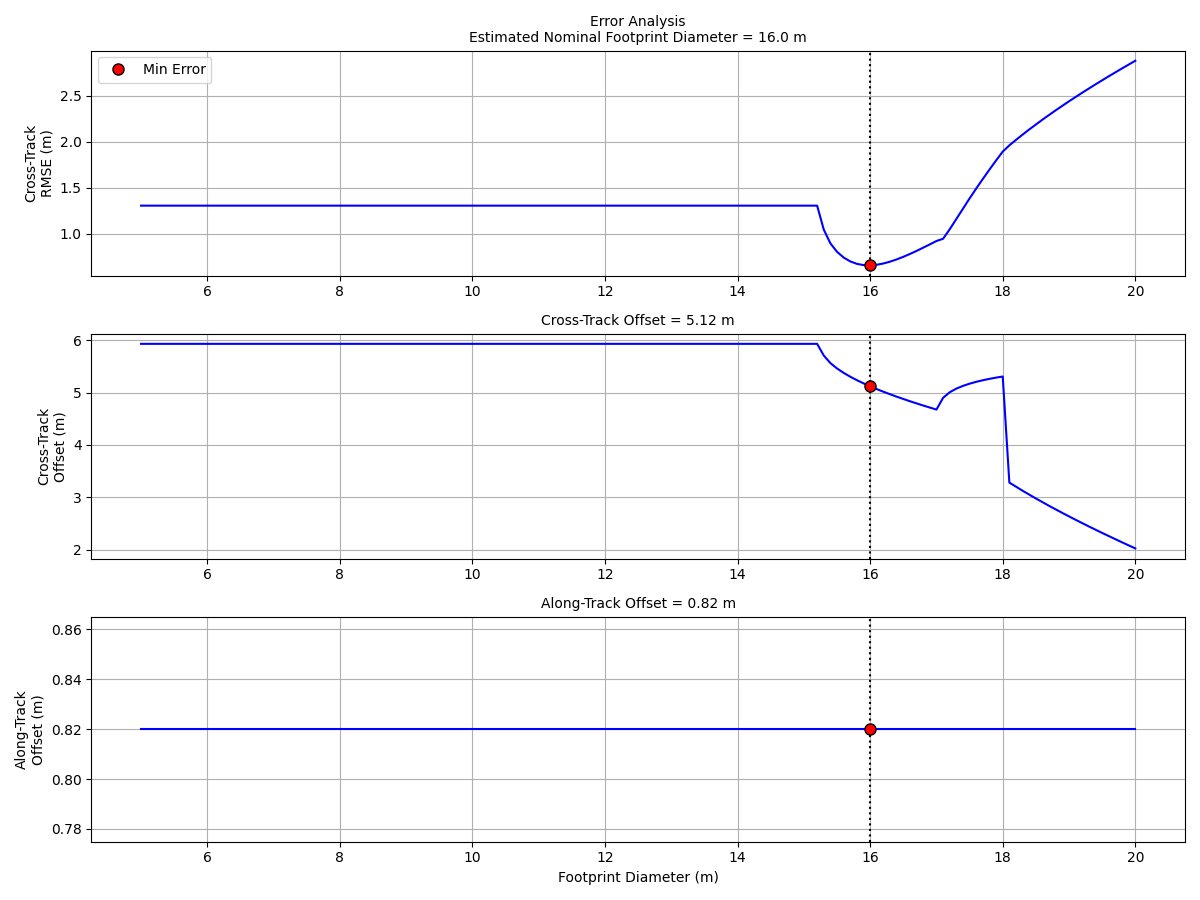 Error Analysis
Estimated Nominal Footprint Diameter = 16.0 m
Min Error
Cross-Track
RMSE (m)
2.5
2.0
1.5
1.0
6 8 10 12 14 16 18 20
Cross-Track Offset = 5.12 m
Cross-Track
Offset (m)
6
5
4
3
2
6 8 10 12 14 16 18 20
Along-Track Offset = 0.82 m
Along-Track
Offset (m)
0.86
0.84
0.82
0.80
0.78
6 8 10 12 14 16 18 20
Footprint Diameter (m)